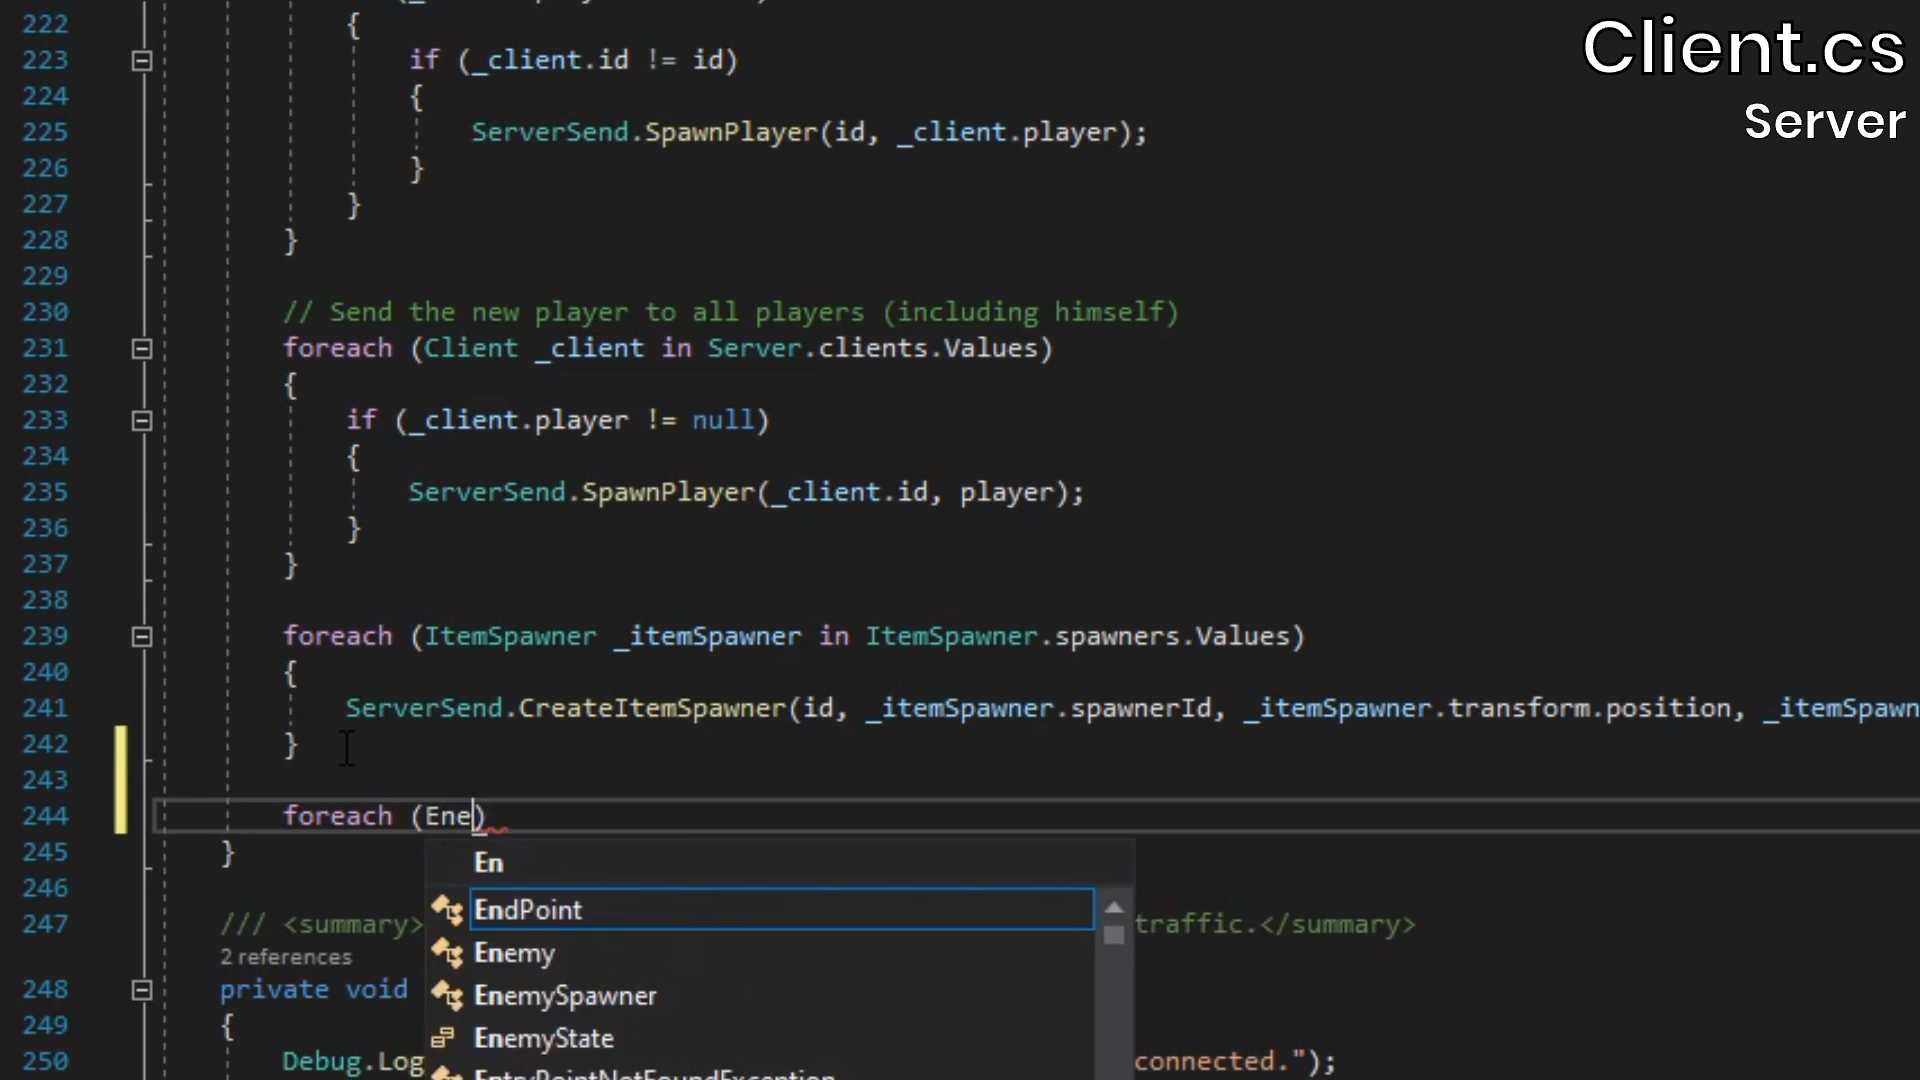 Client.cs
Server
222 {
223 if (_client.id != id)
224 {
225 ServerSend.SpawnPlayer(id, _client.player);
226 }
227 }
228 }
229
230 // Send the new player to all players (including himself)
231 foreach (Client _client in Server.clients.Values)
232 {
233 if (_client.player != null)
234 {
235 ServerSend.SpawnPlayer(_client.id, player);
236 }
237 }
238
239 foreach (ItemSpawner _itemSpawner in ItemSpawner.spawners.Values)
240 {
241 ServerSend.CreateItemSpawner(id, _itemSpawner.spawnerId, _itemSpawner.transform.position, _itemSpawn
242 }
243
244 foreach (Ene)
245 }
En
246
EndPoint
247 /// <summary> traffic.</summary>
Enemy
2 references
248 private void
EnemySpawner
249 {
EnemyState
250 Debug.Log connected.");
EntryPointNotFoundException